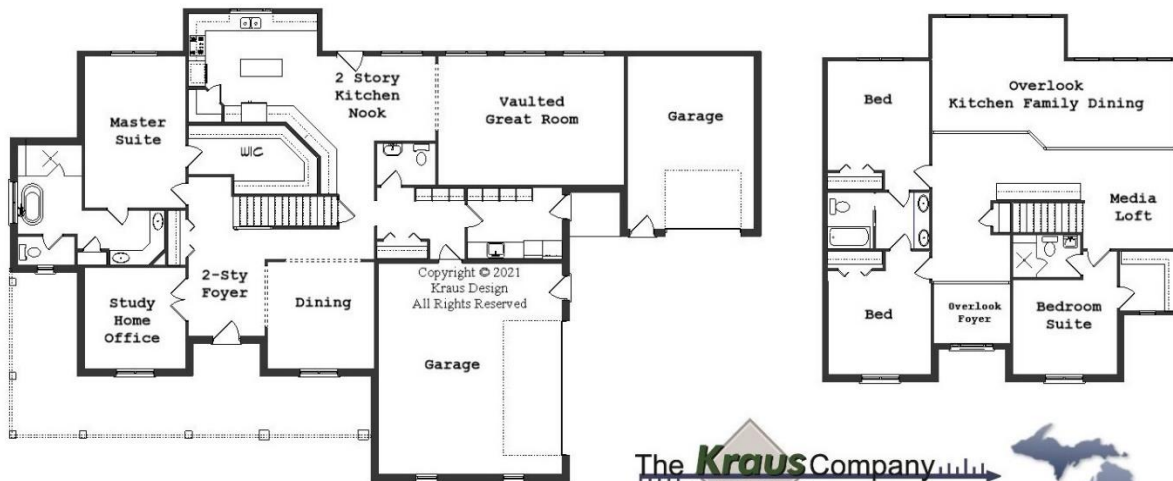 Master
Suite
WIC
2 Story
Kitchen
Nook
Vaulted
Great Room
Garage
2-Sty
Foyer
Study
Home
Office
Dining
Copyright © 2021
Kraus Design
All Rights Reserved
Garage
Bed
Overlook
Kitchen Family Dining
Media
Loft
Bed
Overlook
Foyer
Bedroom
Suite
The Kraus Company